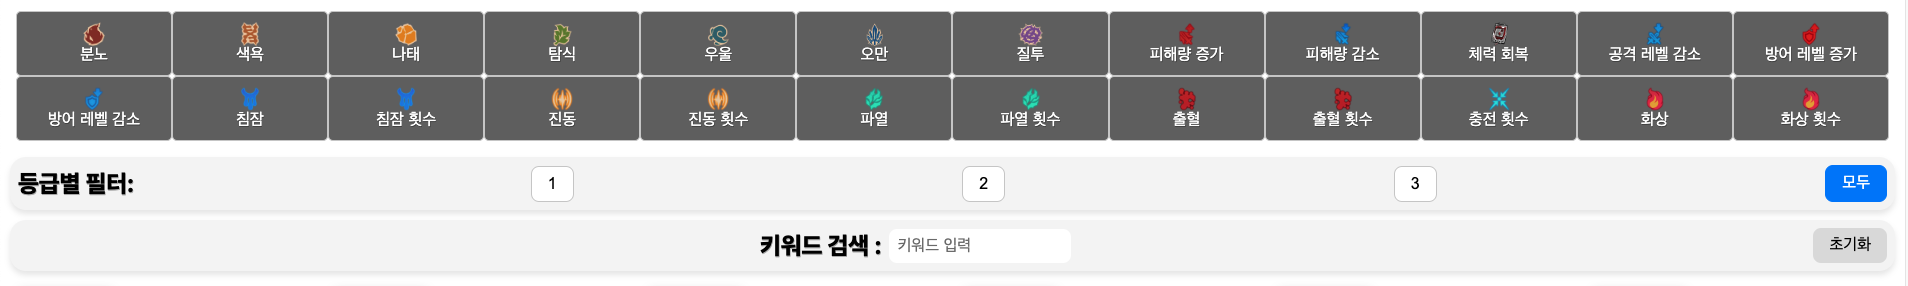 분노 색욕 나태 탐식 우울 오만 질투 피해량 증가 피해량 감소 체력 회복 공격 레벨 감소 방어 레벨 증가
방어 레벨 감소 침잠 침잠 횟수 진동 진동 횟수 파열 파열 횟수 출혈 출혈 횟수 충전 횟수 화상 화상 횟수
등급별 필터: 1 2 3 모두
키워드 검색 : 키워드 입력 초기화